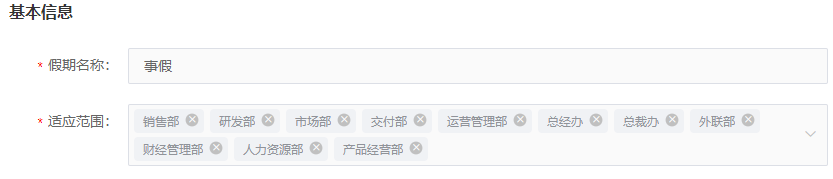 基本信息
* 假期名称： 事假
* 适应范围： 销售部 研发部 市场部 交付部 运营管理部 总经办 总裁办 外联部
财经管理部 人力资源部 产品经营部